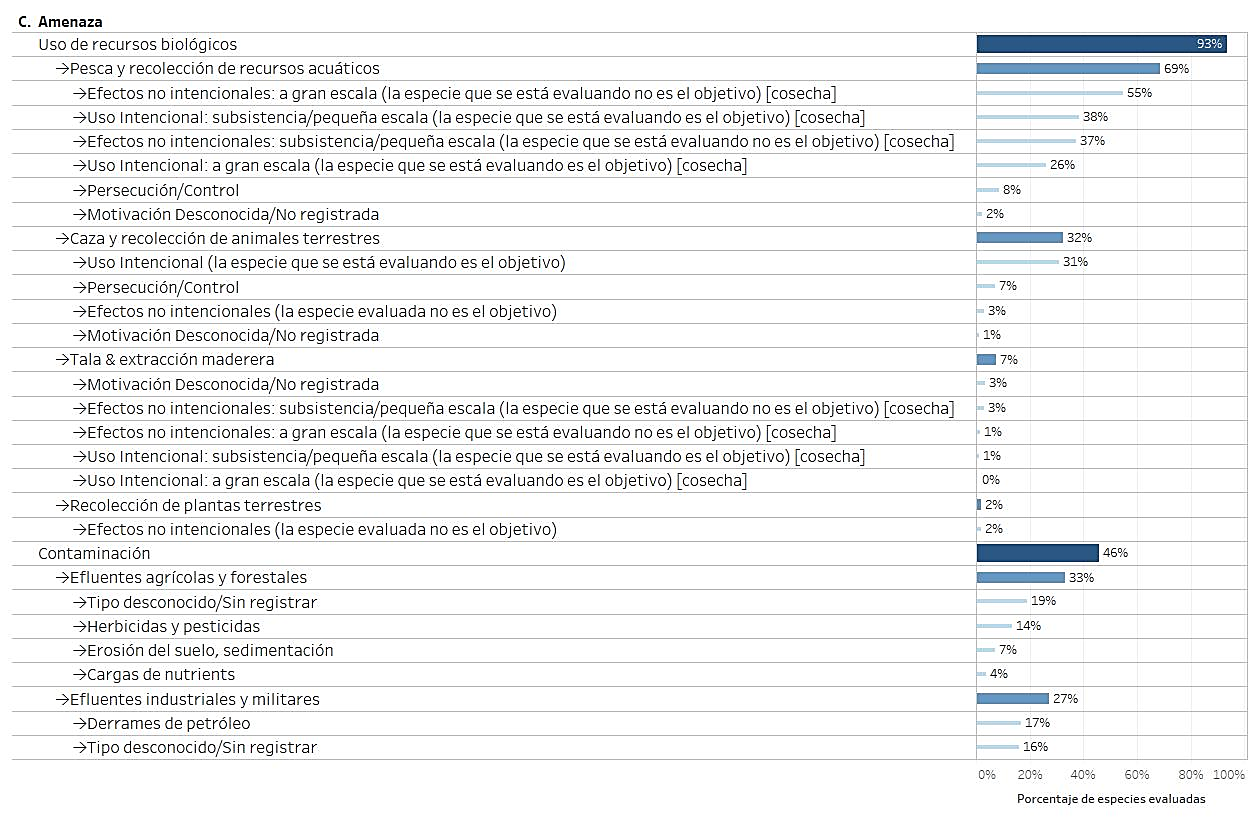 C. Amenaza
Uso de recursos biológicos 93%
→Pesca y recolección de recursos acuáticos 69%
→Efectos no intencionales: a gran escala (la especie que se está evaluando no es el objetivo) [cosecha] 55%
→Uso Intencional: subsistencia/pequeña escala (la especie que se está evaluando es el objetivo) [cosecha] 38%
→Efectos no intencionales: subsistencia/pequeña escala (la especie que se está evaluando no es el objetivo) [cosecha] 37%
→Uso Intencional: a gran escala (la especie que se está evaluando es el objetivo) [cosecha] 26%
→Persecución/Control 8%
→Motivación Desconocida/No registrada 2%
→Caza y recolección de animales terrestres 32%
→Uso Intencional (la especie que se está evaluando es el objetivo) 31%
→Persecución/Control 7%
→Efectos no intencionales (la especie evaluada no es el objetivo) 3%
→Motivación Desconocida/No registrada 1%
→Tala & extracción maderera 7%
→Motivación Desconocida/No registrada 3%
→Efectos no intencionales: subsistencia/pequeña escala (la especie que se está evaluando no es el objetivo) [cosecha] 3%
→Efectos no intencionales: a gran escala (la especie que se está evaluando no es el objetivo) [cosecha] 1%
→Uso Intencional: subsistencia/pequeña escala (la especie que se está evaluando es el objetivo) [cosecha] 1%
→Uso Intencional: a gran escala (la especie que se está evaluando es el objetivo) [cosecha] 0%
→Recolección de plantas terrestres 2%
→Efectos no intencionales (la especie evaluada no es el objetivo) 2%
Contaminación 46%
→Efluentes agrícolas y forestales 33%
→Tipo desconocido/Sin registrar 19%
→Herbicidas y pesticidas 14%
→Erosión del suelo, sedimentación 7%
→Cargas de nutrients 4%
→Efluentes industriales y militares 27%
→Derrames de petróleo 17%
→Tipo desconocido/Sin registrar 16%
0% 20% 40% 60% 80% 100%
Porcentaje de especies evaluadas